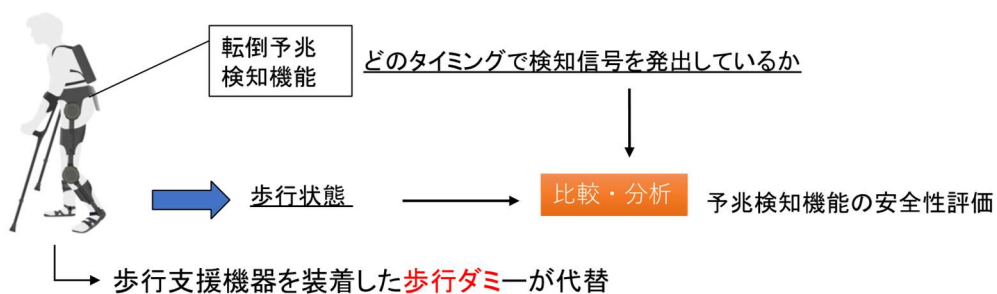 転倒予兆
検知機能
どのタイミングで検知信号を発出しているか
歩行状態
比較・分析
予兆検知機能の安全性評価
歩行支援機器を装着した歩行ダミーが代替